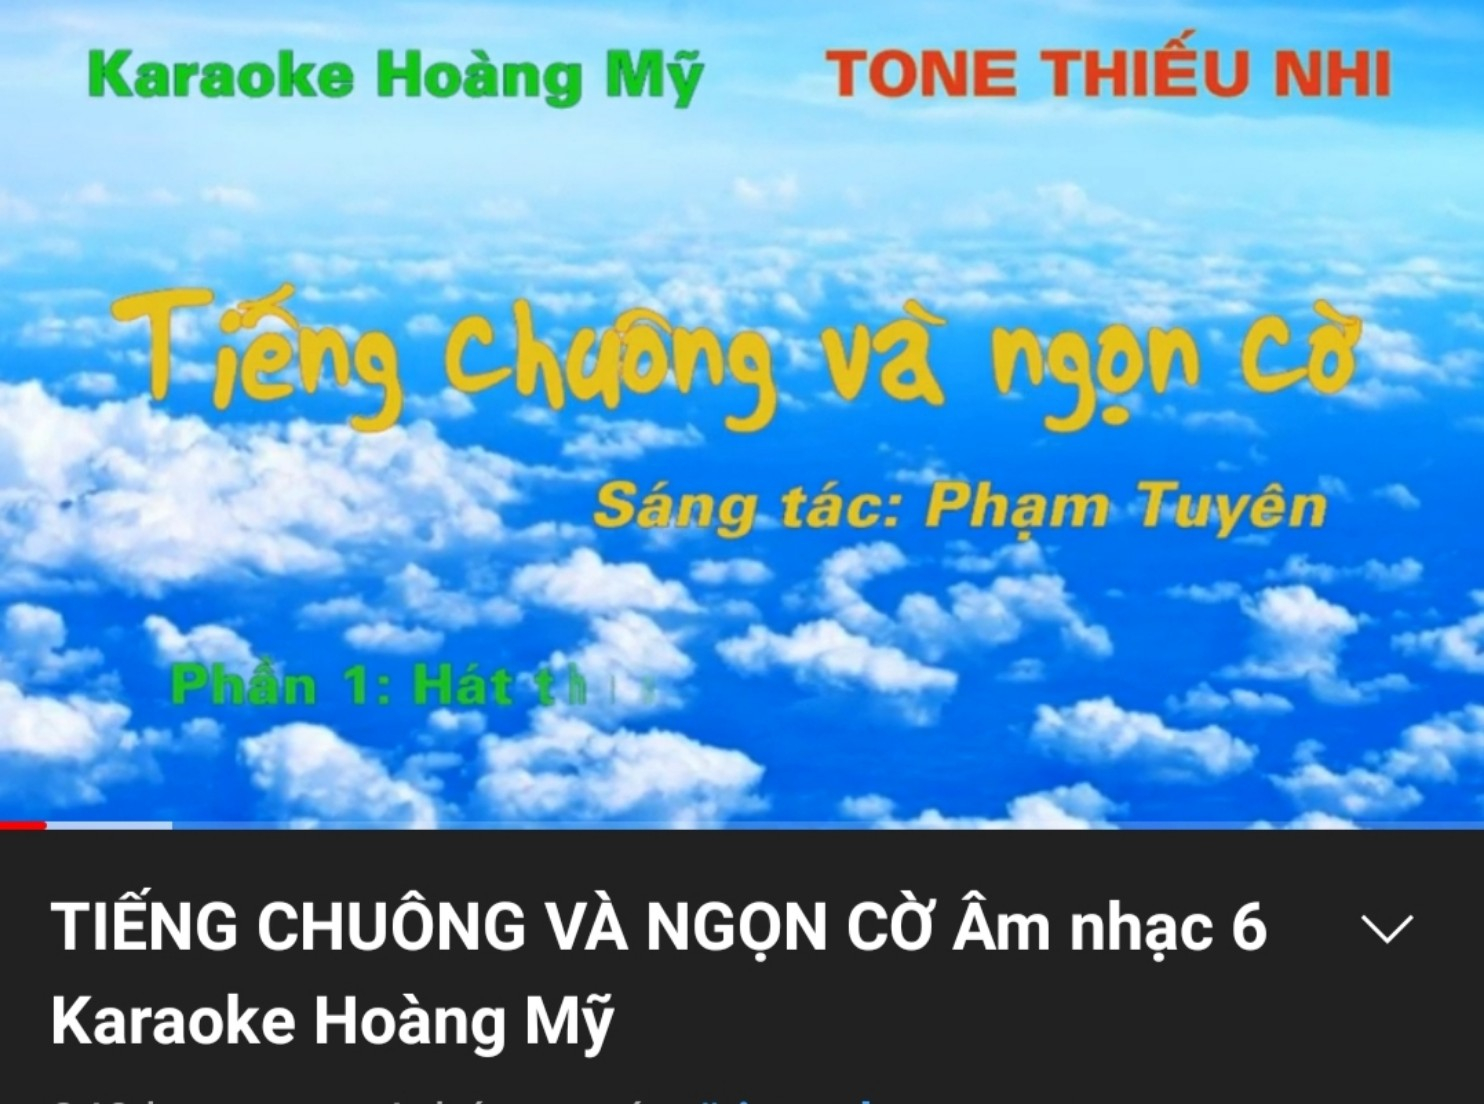 Karaoke Hoàng Mỹ TONE THIẾU NHI
Tiếng chuông và ngọn cờ
Sáng tác: Phạm Tuyên
Phần 1: Hát
TIẾNG CHUÔNG VÀ NGỌN CỜ Âm nhạc 6
Karaoke Hoàng Mỹ